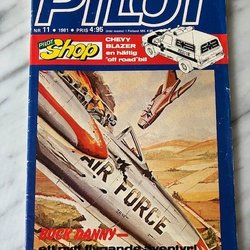 PILOT
NR 11 • 1981 • PRIS 4:95
PILOT
Shop
CHEVY
BLAZER
en häftig
"off road"bil
AIR FORCE
BUCK DANNY—